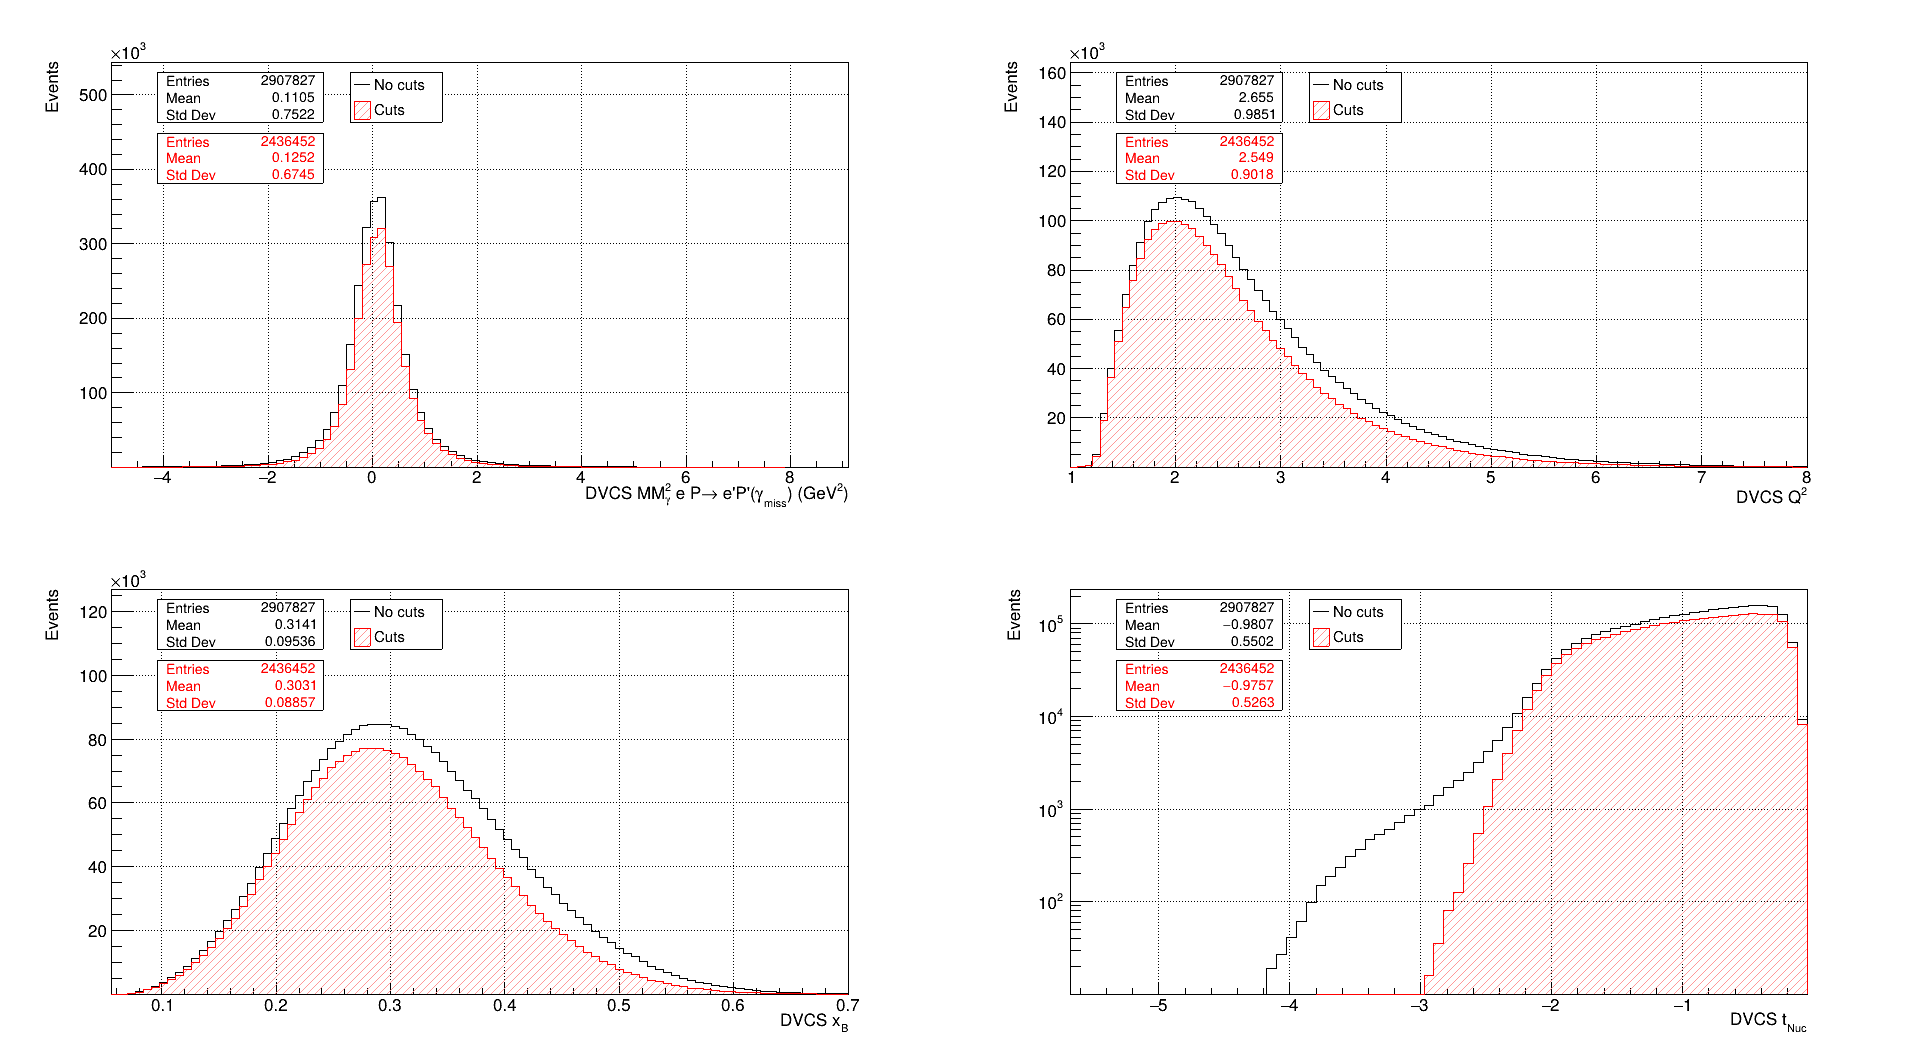 ×10³
Events
500
400
300
200
100
Entries 2907827
Mean 0.1105
Std Dev 0.7522
Entries 2436452
Mean 0.1252
Std Dev 0.6745
No cuts
Cuts
−4 −2 0 2 4 6 8
DVCS MM²γ e P→ e'P'(γmiss) (GeV²)
×10³
Events
160
140
120
100
80
60
40
20
Entries 2907827
Mean 2.655
Std Dev 0.9851
Entries 2436452
Mean 2.549
Std Dev 0.9018
No cuts
Cuts
1 2 3 4 5 6 7 8
DVCS Q²
×10³
Events
120
100
80
60
40
20
Entries 2907827
Mean 0.3141
Std Dev 0.09536
Entries 2436452
Mean 0.3031
Std Dev 0.08857
No cuts
Cuts
0.1 0.2 0.3 0.4 0.5 0.6 0.7
DVCS xB
Events
10⁵
10⁴
10³
10²
Entries 2907827
Mean −0.9807
Std Dev 0.5502
Entries 2436452
Mean −0.9757
Std Dev 0.5263
No cuts
Cuts
−5 −4 −3 −2 −1
DVCS tNuc